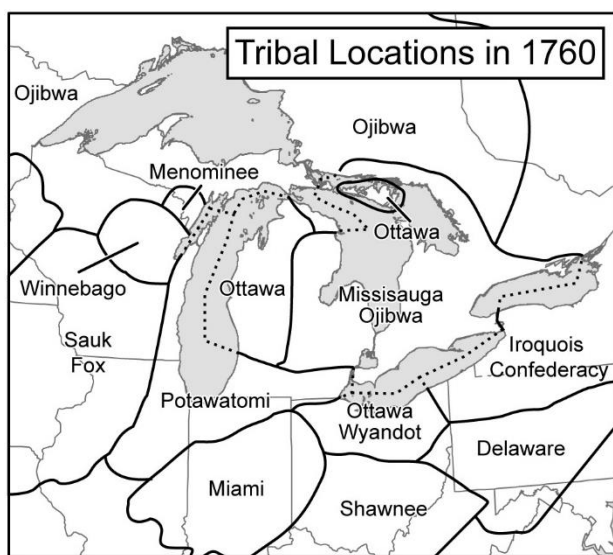 Tribal Locations in 1760
Ojibwa
Ojibwa
Menominee
Ottawa
Winnebago
Ottawa
Missisauga
Ojibwa
Sauk
Fox
Iroquois
Confederacy
Potawatomi
Ottawa
Wyandot
Delaware
Miami
Shawnee